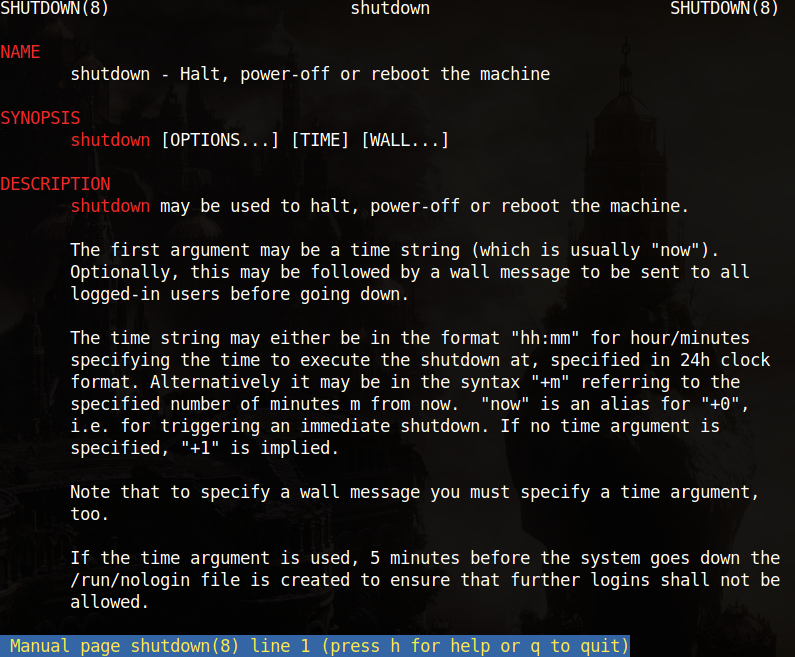 SHUTDOWN(8) shutdown SHUTDOWN(8)
NAME
shutdown - Halt, power-off or reboot the machine
SYNOPSIS
shutdown [OPTIONS...] [TIME] [WALL...]
DESCRIPTION
shutdown may be used to halt, power-off or reboot the machine.
The first argument may be a time string (which is usually "now").
Optionally, this may be followed by a wall message to be sent to all
logged-in users before going down.
The time string may either be in the format "hh:mm" for hour/minutes
specifying the time to execute the shutdown at, specified in 24h clock
format. Alternatively it may be in the syntax "+m" referring to the
specified number of minutes m from now.  "now" is an alias for "+0",
i.e. for triggering an immediate shutdown. If no time argument is
specified, "+1" is implied.
Note that to specify a wall message you must specify a time argument,
too.
If the time argument is used, 5 minutes before the system goes down the
/run/nologin file is created to ensure that further logins shall not be
allowed.
Manual page shutdown(8) line 1 (press h for help or q to quit)